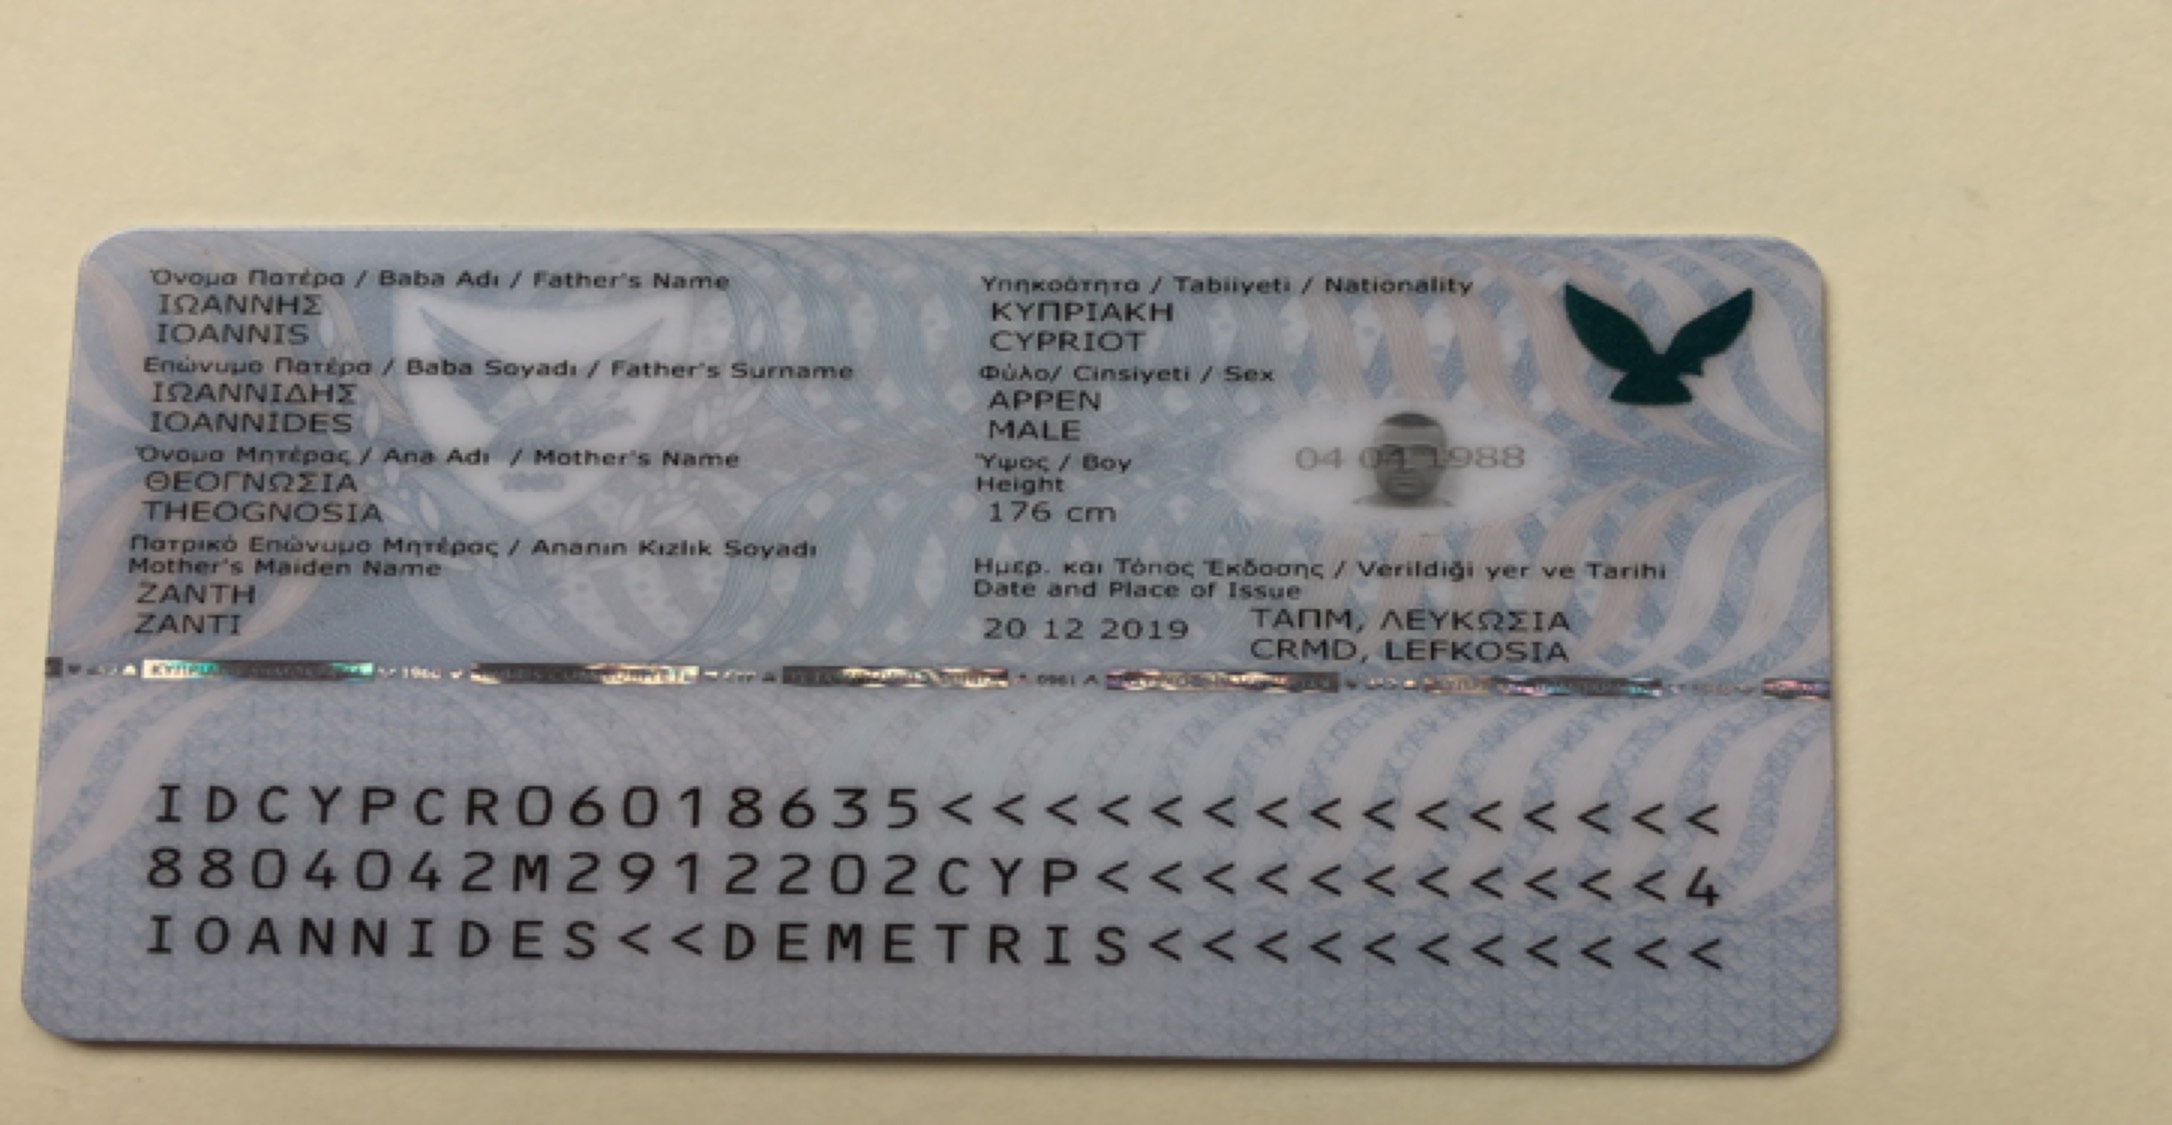 Όνομα Πατέρα / Baba Adı / Father's Name
ΙΩΑΝΝΗΣ
IOANNIS
Επώνυμο Πατέρα / Baba Soyadı / Father's Surname
ΙΩΑΝΝΙΔΗΣ
IOANNIDES
Όνομα Μητέρας / Ana Adı / Mother's Name
ΘΕΟΓΝΩΣΙΑ
THEOGNOSIA
Πατρικό Επώνυμο Μητέρας / Ananın Kızlık Soyadı
Mother's Maiden Name
ΖΑΝΤΗ
ZANTI
Υπηκοότητα / Tabiiyeti / Nationality
ΚΥΠΡΙΑΚΗ
CYPRIOT
Φύλο/ Cinsiyeti / Sex
ΑΡΡΕΝ
MALE
Ύψος / Boy
Height
176 cm
04 04 1988
Ημερ. και Τόπος Έκδοσης / Verildiği yer ve Tarihi
Date and Place of Issue
20 12 2019
ΤΑΠΜ, ΛΕΥΚΩΣΙΑ
CRMD, LEFKOSIA
IDCYPCR06018635<<<<<<<<<<<<<<<
8804042M2912202CYP<<<<<<<<<<<4
IOANNIDES<<DEMETRIS<<<<<<<<<<<